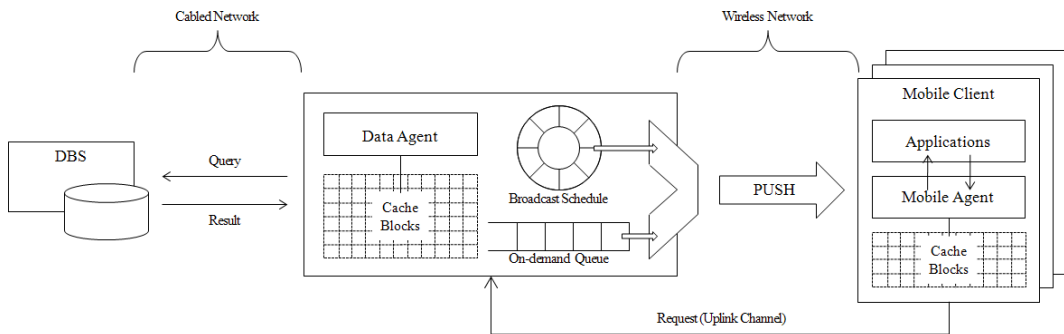 Cabled Network
Wireless Network
DBS
Query
Result
Data Agent
Cache
Blocks
Broadcast Schedule
On-demand Queue
PUSH
Mobile Client
Applications
Mobile Agent
Cache
Blocks
Request (Uplink Channel)